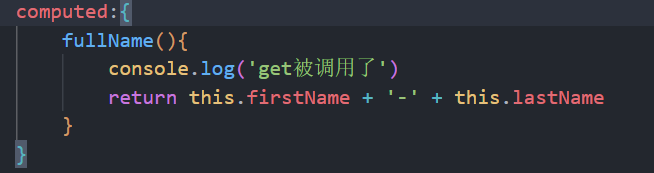 computed:{
    fullName(){
        console.log('get被调用了')
        return this.firstName + '-' + this.lastName
    }
}